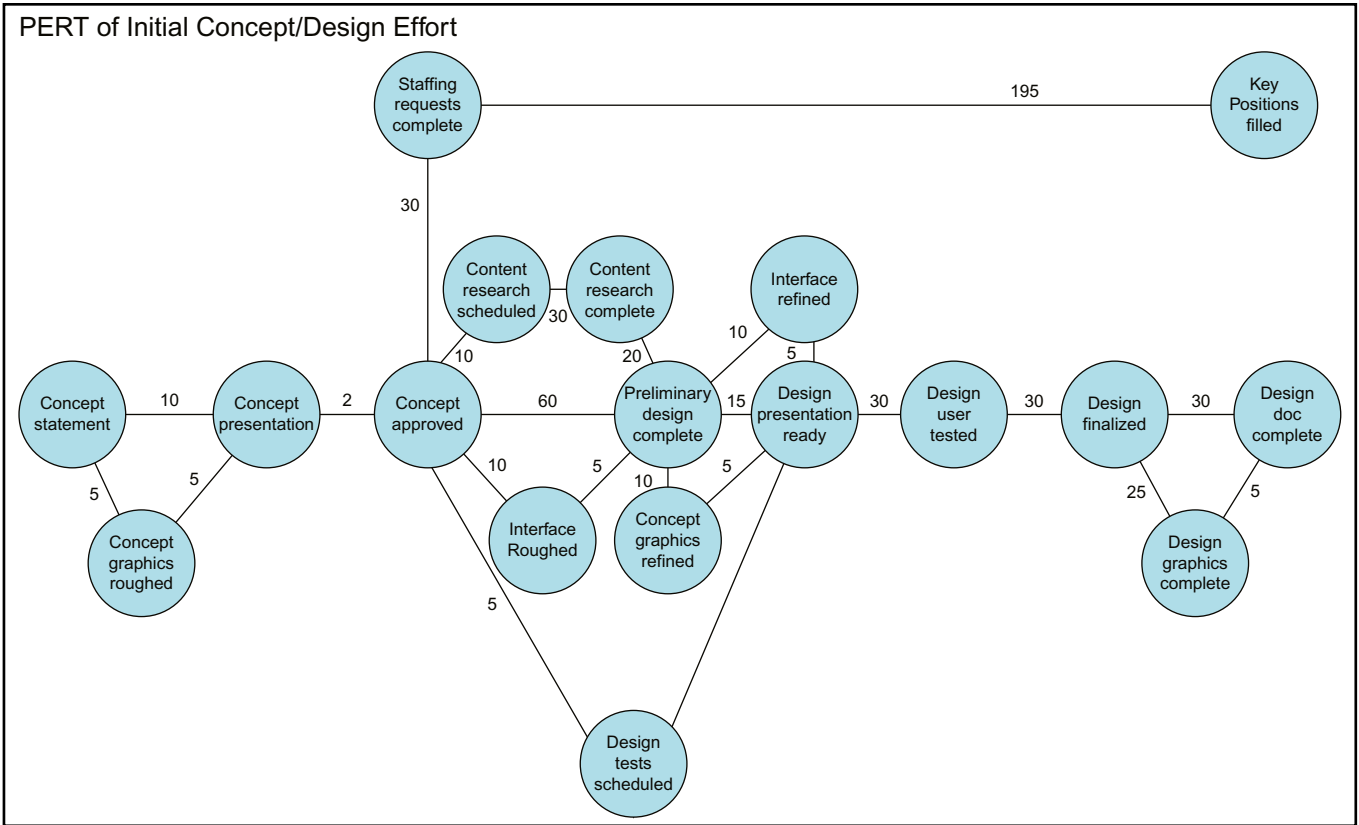 PERT of Initial Concept/Design Effort
Staffing
requests
complete
195
Key
Positions
filled
30
Content
research
scheduled
30
Content
research
complete
Interface
refined
10
20
10
5
Concept
statement
10
Concept
presentation
2
Concept
approved
60
Preliminary
design
complete
15
Design
presentation
ready
30
Design
user
tested
30
Design
finalized
30
Design
doc
complete
5
5
Concept
graphics
roughed
10
5
Interface
Roughed
10
5
Concept
graphics
refined
25
5
Design
graphics
complete
5
Design
tests
scheduled